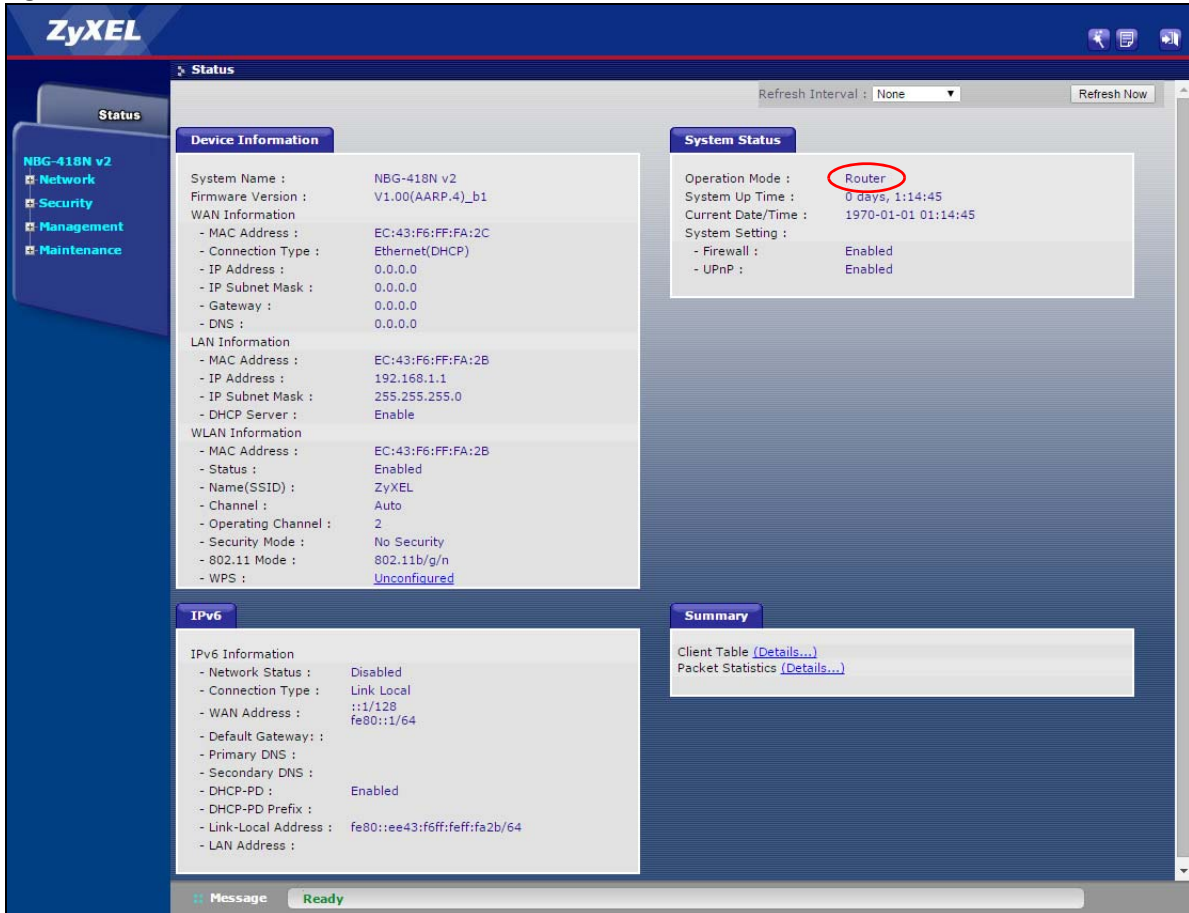 ZyXEL
Status
Refresh Interval : None
Refresh Now
Status
NBG-418N v2
Network
Security
Management
Maintenance
Device Information
System Name : NBG-418N v2
Firmware Version : V1.00(AARP.4)_b1
WAN Information
- MAC Address : EC:43:F6:FF:FA:2C
- Connection Type : Ethernet(DHCP)
- IP Address : 0.0.0.0
- IP Subnet Mask : 0.0.0.0
- Gateway : 0.0.0.0
- DNS : 0.0.0.0
LAN Information
- MAC Address : EC:43:F6:FF:FA:2B
- IP Address : 192.168.1.1
- IP Subnet Mask : 255.255.255.0
- DHCP Server : Enable
WLAN Information
- MAC Address : EC:43:F6:FF:FA:2B
- Status : Enabled
- Name(SSID) : ZyXEL
- Channel : Auto
- Operating Channel : 2
- Security Mode : No Security
- 802.11 Mode : 802.11b/g/n
- WPS : Unconfigured
System Status
Operation Mode : Router
System Up Time : 0 days, 1:14:45
Current Date/Time : 1970-01-01 01:14:45
System Setting :
- Firewall : Enabled
- UPnP : Enabled
IPv6
IPv6 Information
- Network Status : Disabled
- Connection Type : Link Local
- WAN Address : ::1/128
fe80::1/64
- Default Gateway: :
- Primary DNS :
- Secondary DNS :
- DHCP-PD : Enabled
- DHCP-PD Prefix :
- Link-Local Address : fe80::ee43:f6ff:feff:fa2b/64
- LAN Address :
Summary
Client Table (Details...)
Packet Statistics (Details...)
Message Ready